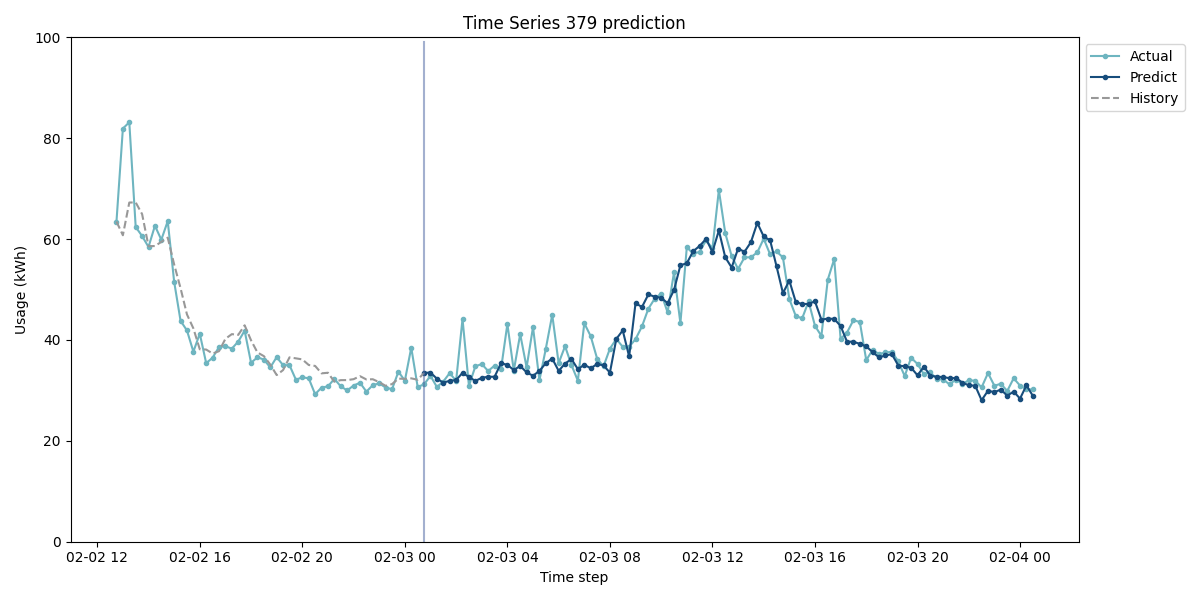 Time Series 379 prediction
Usage (kWh)
100
80
60
40
20
0
02-02 12
02-02 16
02-02 20
02-03 00
02-03 04
02-03 08
02-03 12
02-03 16
02-03 20
02-04 00
Time step
Actual
Predict
History